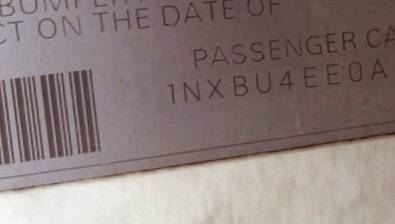 BUMPER
CT ON THE DATE OF
PASSENGER CA
1NXBU4EE0A